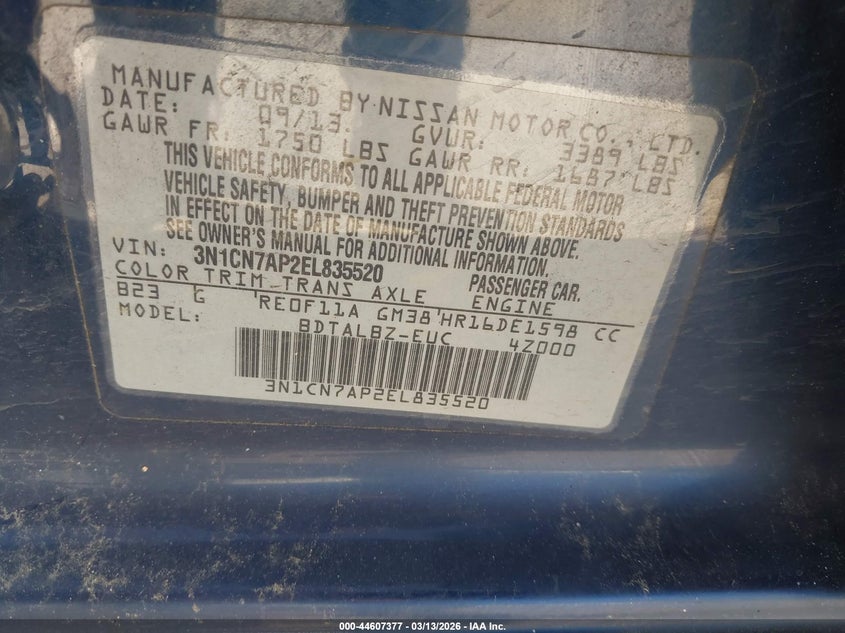 MANUFACTURED BY NISSAN MOTOR CO., LTD.
DATE: 09/13. GVWR: 3389 LBS
GAWR FR: 1750 LBS GAWR RR: 1687 LBS
THIS VEHICLE CONFORMS TO ALL APPLICABLE FEDERAL MOTOR
VEHICLE SAFETY, BUMPER AND THEFT PREVENTION STANDARDS
IN EFFECT ON THE DATE OF MANUFACTURE SHOWN ABOVE.
SEE OWNER'S MANUAL FOR ADDITIONAL INFORMATION.
VIN: 3N1CN7AP2EL835520 PASSENGER CAR.
COLOR TRIM TRANS AXLE ENGINE
B23 G RE0F11A GM38 HR16DE1598 CC
MODEL: BDTALBZ-EUC 4Z000
3N1CN7AP2EL835520
000-44607377 - 03/13/2026 - IAA Inc.